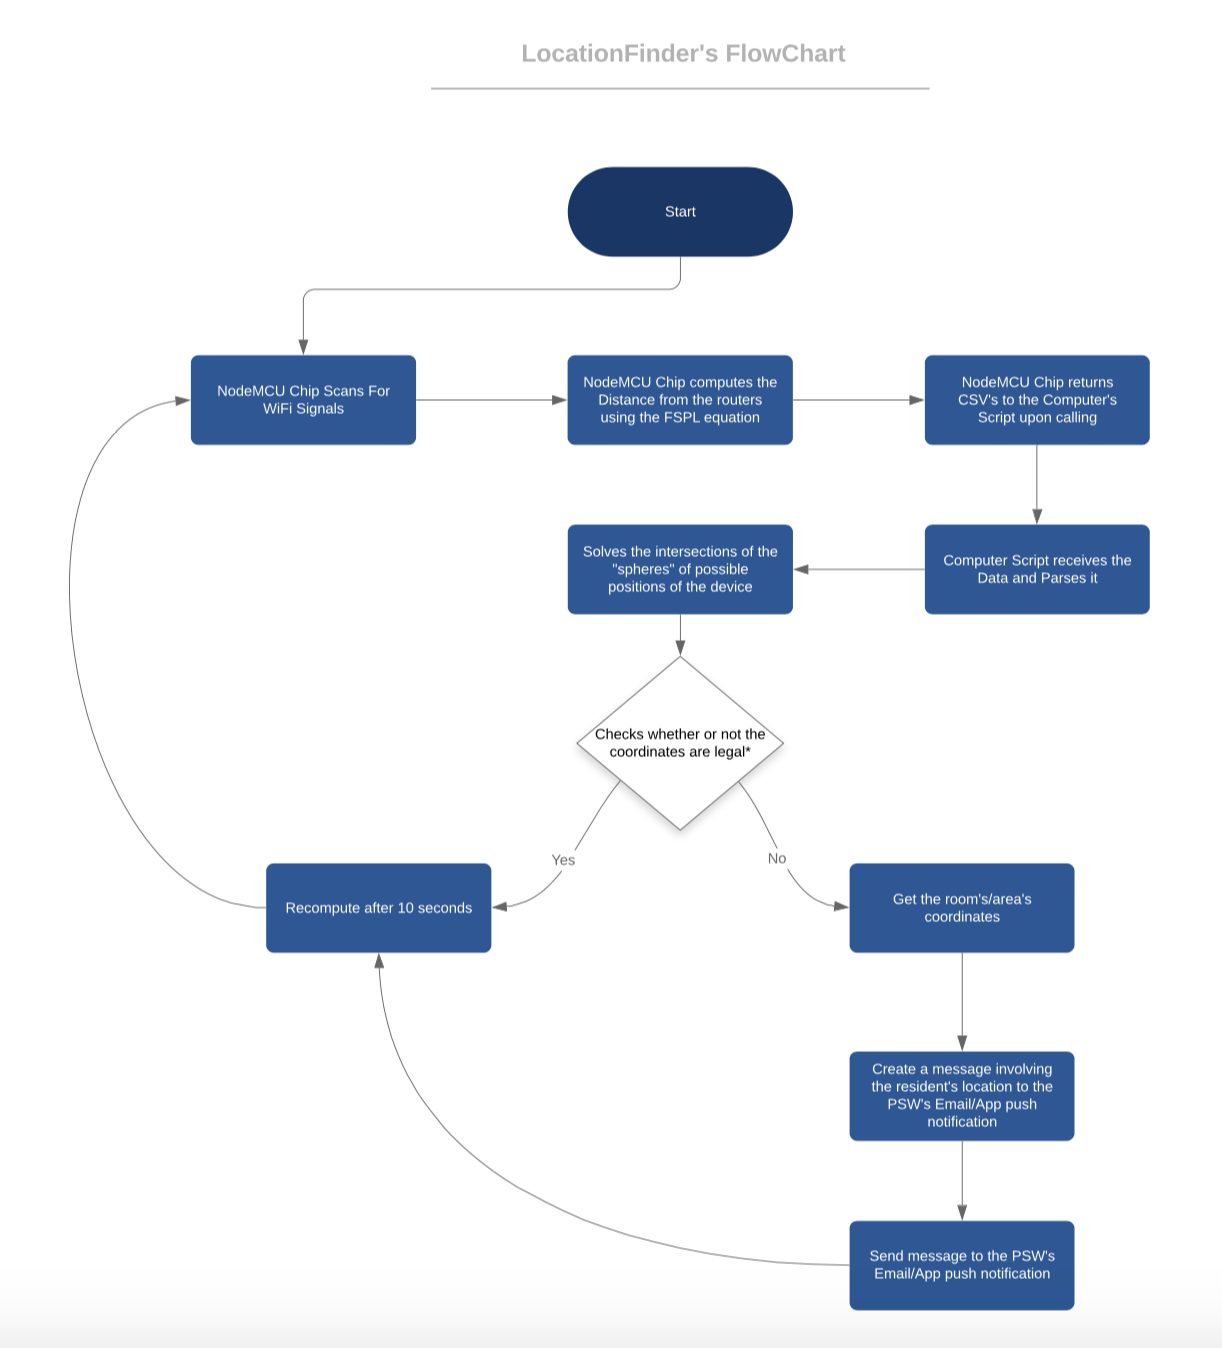 LocationFinder's FlowChart
Start
NodeMCU Chip Scans For
WiFi Signals
NodeMCU Chip computes the
Distance from the routers
using the FSPL equation
NodeMCU Chip returns
CSV's to the Computer's
Script upon calling
Computer Script receives the
Data and Parses it
Solves the intersections of the
"spheres" of possible
positions of the device
Checks whether or not the
coordinates are legal*
Yes
No
Recompute after 10 seconds
Get the room's/area's
coordinates
Create a message involving
the resident's location to the
PSW's Email/App push
notification
Send message to the PSW's
Email/App push notification